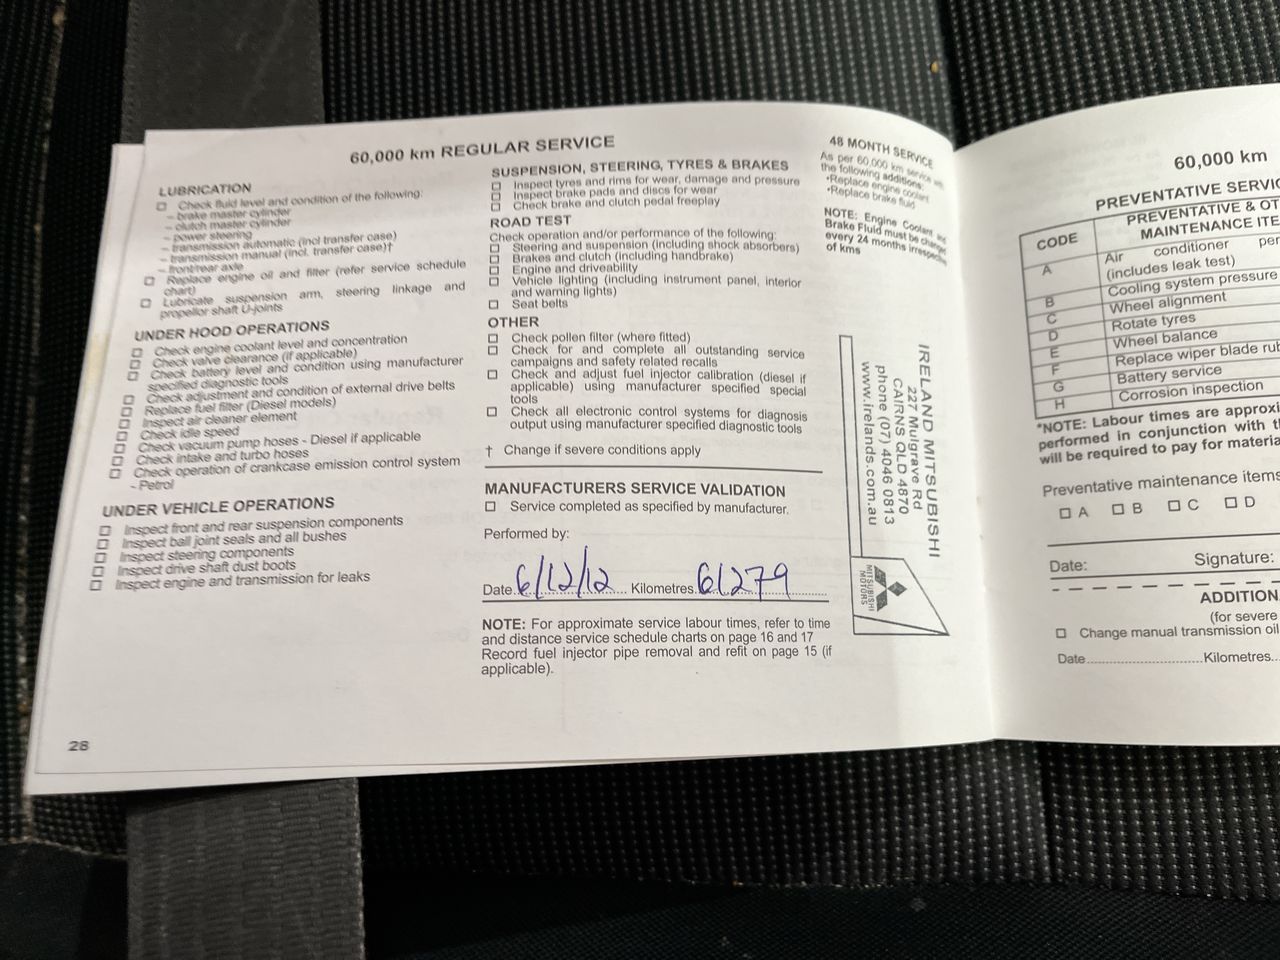 60,000 km REGULAR SERVICE
LUBRICATION
☐ Check fluid level and condition of the following:
– brake master cylinder
– clutch master cylinder
– power steering
– transmission automatic (incl transfer case)
– transmission manual (incl. transfer case)†
– front/rear axle
☐ Replace engine oil and filter (refer service schedule
chart)
☐ Lubricate suspension arm, steering linkage and
propellor shaft U-joints
UNDER HOOD OPERATIONS
☐ Check engine coolant level and concentration
☐ Check valve clearance (if applicable)
☐ Check battery level and condition using manufacturer
specified diagnostic tools
☐ Check adjustment and condition of external drive belts
☐ Replace fuel filter (Diesel models)
☐ Inspect air cleaner element
☐ Check idle speed
☐ Check vacuum pump hoses - Diesel if applicable
☐ Check intake and turbo hoses
☐ Check operation of crankcase emission control system
- Petrol
UNDER VEHICLE OPERATIONS
☐ Inspect front and rear suspension components
☐ Inspect ball joint seals and all bushes
☐ Inspect steering components
☐ Inspect drive shaft dust boots
☐ Inspect engine and transmission for leaks
28
SUSPENSION, STEERING, TYRES & BRAKES
☐ Inspect tyres and rims for wear, damage and pressure
☐ Inspect brake pads and discs for wear
☐ Check brake and clutch pedal freeplay
ROAD TEST
Check operation and/or performance of the following:
☐ Steering and suspension (including shock absorbers)
☐ Brakes and clutch (including handbrake)
☐ Engine and driveability
☐ Vehicle lighting (including instrument panel, interior
and warning lights)
☐ Seat belts
OTHER
☐ Check pollen filter (where fitted)
☐ Check for and complete all outstanding service
campaigns and safety related recalls
☐ Check and adjust fuel injector calibration (diesel if
applicable) using manufacturer specified special
tools
☐ Check all electronic control systems for diagnosis
output using manufacturer specified diagnostic tools
† Change if severe conditions apply
MANUFACTURERS SERVICE VALIDATION
☐ Service completed as specified by manufacturer.
Performed by:
Date. 6/12/12 Kilometres. 61279
NOTE: For approximate service labour times, refer to time
and distance service schedule charts on page 16 and 17
Record fuel injector pipe removal and refit on page 15 (if
applicable).
48 MONTH SERVICE
As per 60,000 km service with
the following additions:
*Replace engine coolant
*Replace brake fluid
NOTE: Engine Coolant and
Brake Fluid must be changed
every 24 months
of kms
IRELAND MITSUBISHI
227 Mulgrave Rd
CAIRNS QLD 4870
phone (07) 4046 0813
www.irelands.com.au
MITSUBISHI
MOTORS
60,000 km
PREVENTATIVE SERVIC
CODE
PREVENTATIVE & OT
MAINTENANCE ITE
A Air conditioner per
(includes leak test)
B Cooling system pressure
C Wheel alignment
D Rotate tyres
E Wheel balance
F Replace wiper blade rub
G Battery service
H Corrosion inspection
*NOTE: Labour times are approxi
performed in conjunction with t
will be required to pay for materia
Preventative maintenance items
☐ A ☐ B ☐ C ☐ D
Date: Signature:
ADDITION
(for severe
☐ Change manual transmission oil
Date Kilometres